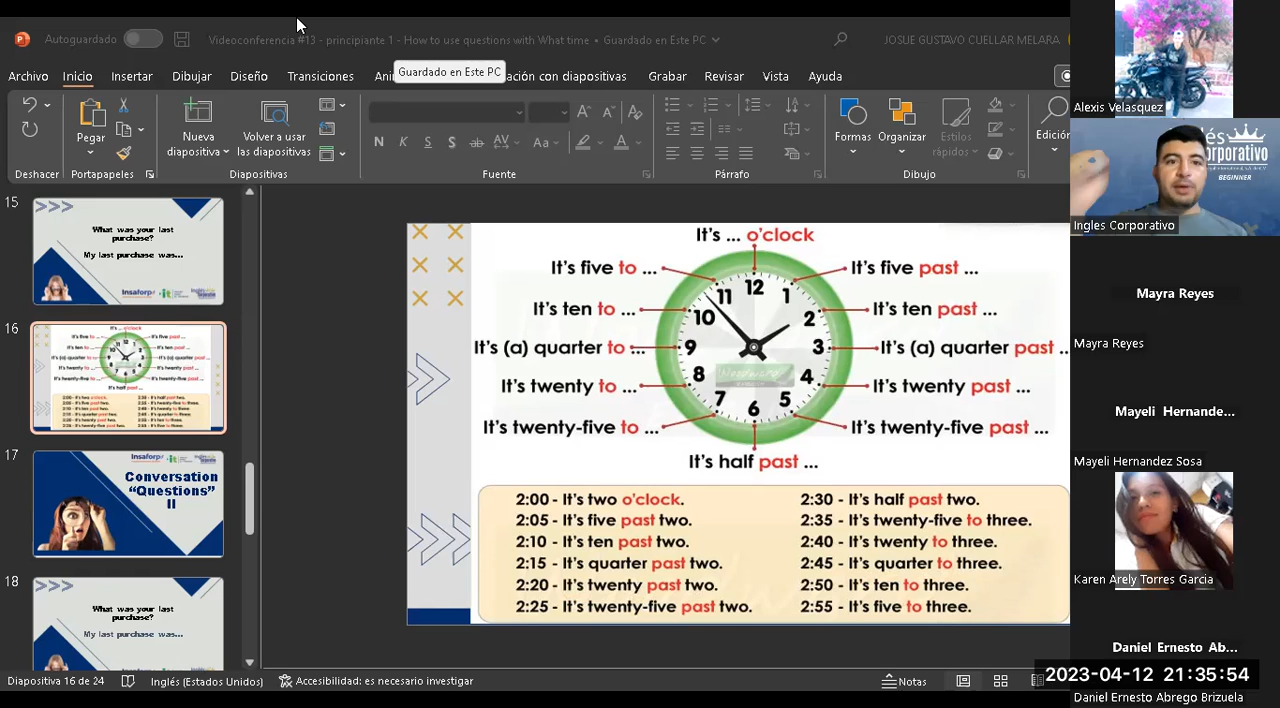 Autoguardado
Videoconferencia #13 - principiante 1 - How to use questions with What time • Guardado en Este PC
JOSUE GUSTAVO CUELLAR MELARA
Archivo Inicio Insertar Dibujar Diseño Transiciones Ani
Guardado en Este PC
ación con diapositivas Grabar Revisar Vista Ayuda
Pegar
Nueva diapositiva
Volver a usar las diapositivas
N K S ab AV Aa A
Formas
Organizar
Estilos rápidos
Edición
Deshacer Portapapeles Diapositivas Fuente Párrafo Dibujo
15
What was your last
purchase?
My last purchase was...
Insaforp
16
17
Insaforp
Conversation
“Questions”
II
18
What was your last
purchase?
My last purchase was...
It's ... o'clock
It's five to ...
It's five past ...
It's ten to ...
It's ten past ...
It's (a) quarter to ...
It's (a) quarter past ..
It's twenty to ...
It's twenty past ...
It's twenty-five to ...
It's twenty-five past ...
It's half past ...
12
1
2
3
4
5
6
7
8
9
10
11
2:00 - It's two o'clock.
2:05 - It's five past two.
2:10 - It's ten past two.
2:15 - It's quarter past two.
2:20 - It's twenty past two.
2:25 - It's twenty-five past two.
2:30 - It's half past two.
2:35 - It's twenty-five to three.
2:40 - It's twenty to three.
2:45 - It's quarter to three.
2:50 - It's ten to three.
2:55 - It's five to three.
Alexis Velasquez
lés
orporativo
BEGINNER
Ingles Corporativo
Mayra Reyes
Mayra Reyes
Mayeli Hernande...
Mayeli Hernandez Sosa
Karen Arely Torres Garcia
Daniel Ernesto Ab...
2023-04-12 21:35:54
Daniel Ernesto Abrego Brizuela
Diapositiva 16 de 24
Inglés (Estados Unidos)
Accesibilidad: es necesario investigar
Notas